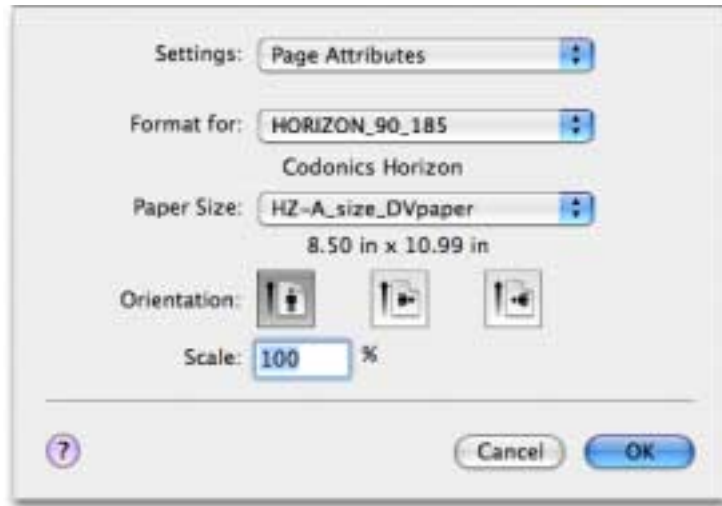 Settings: Page Attributes
Format for: HORIZON_90_185
Codonics Horizon
Paper Size: HZ-A_size_DVpaper
8.50 in x 10.99 in
Orientation:
Scale: 100 %
? Cancel OK